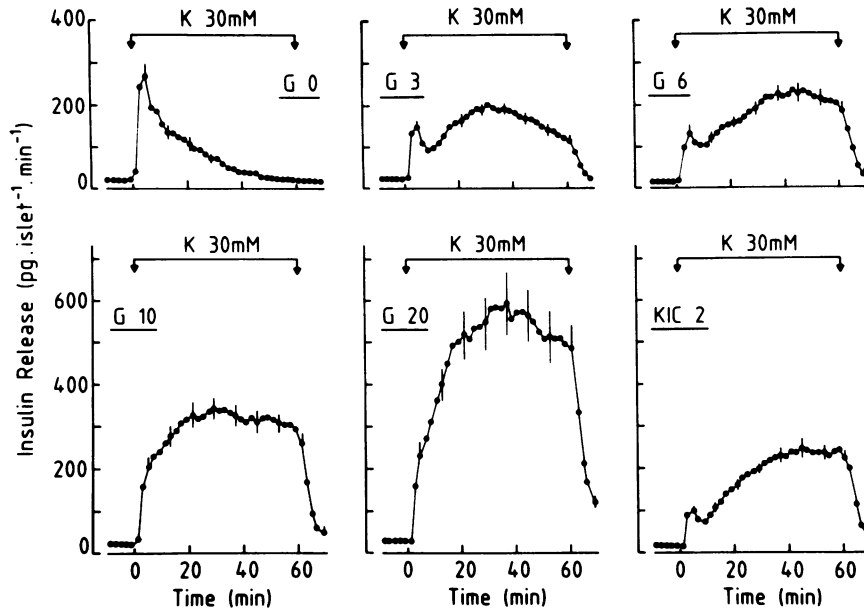 Insulin Release (pg.islet⁻¹.min⁻¹)
400
200
0
K 30mM
G 0
K 30mM
G 3
K 30mM
G 6
600
400
200
0
K 30mM
G 10
K 30mM
G 20
K 30mM
KIC 2
0 20 40 60
Time (min)
0 20 40 60
Time (min)
0 20 40 60
Time (min)